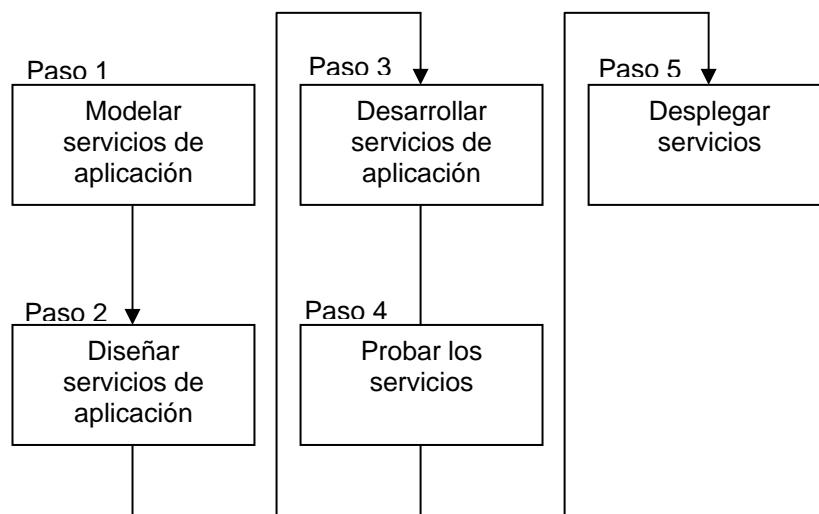 Paso 1
Modelar
servicios de
aplicación
Paso 2
Diseñar
servicios de
aplicación
Paso 3
Desarrollar
servicios de
aplicación
Paso 4
Probar los
servicios
Paso 5
Desplegar
servicios